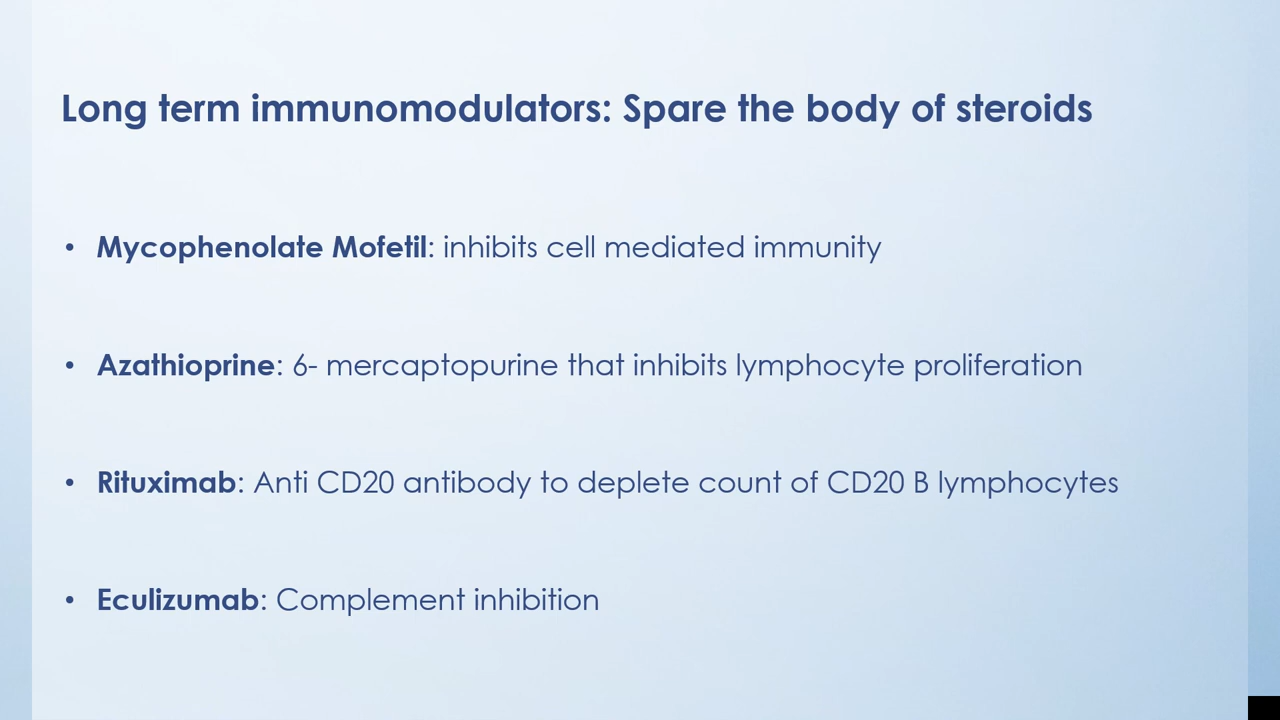 Long term immunomodulators: Spare the body of steroids
• Mycophenolate Mofetil: inhibits cell mediated immunity
• Azathioprine: 6- mercaptopurine that inhibits lymphocyte proliferation
• Rituximab: Anti CD20 antibody to deplete count of CD20 B lymphocytes
• Eculizumab: Complement inhibition